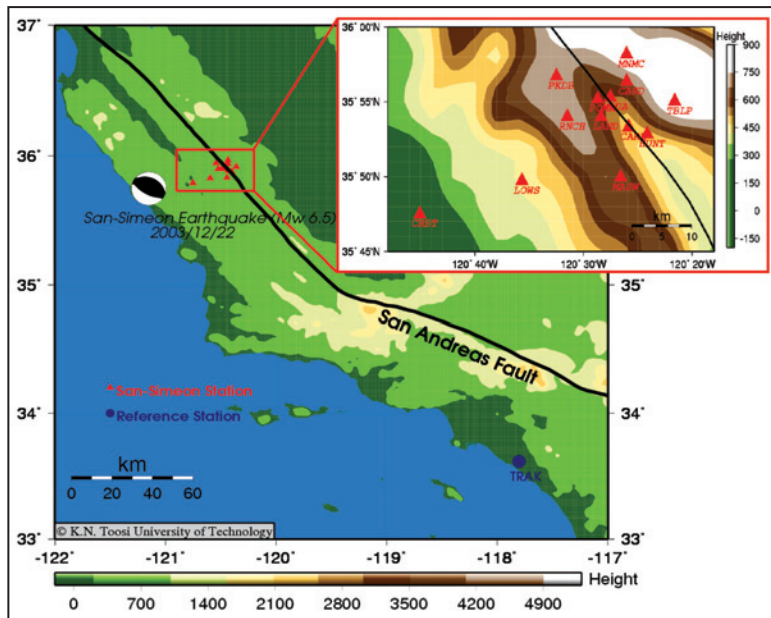 37°
36°
35°
34°
33°
-122
-121
-120
-119
-118
-117
San-Simeon Earthquake (Mw 6.5)
2003/12/22
San Andreas Fault
San-Simeon Station
Reference Station
km
0 20 40 60
TRAK
© K.N. Toosi University of Technology
36° 00'N
35° 55'N
35° 50'N
35° 45'N
120° 40'W
120° 30'W
120° 20'W
MNMC
PKDB
TBLP
RNCH
HUNT
LOWS
km
0 5 10
Height
900
750
600
450
300
150
0
-150
35°
34°
33°
0 700 1400 2100 2800 3500 4200 4900
Height